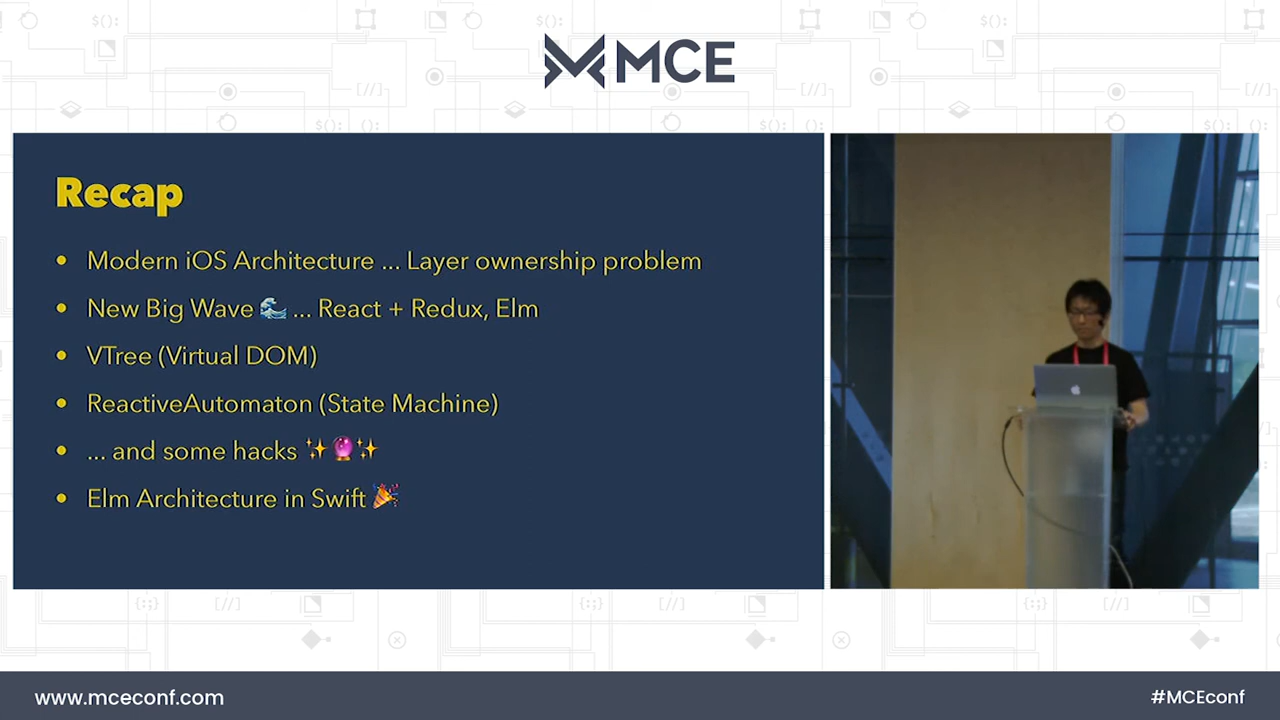 MCE
Recap
• Modern iOS Architecture ... Layer ownership problem
• New Big Wave 🌊 ... React + Redux, Elm
• VTree (Virtual DOM)
• ReactiveAutomaton (State Machine)
• ... and some hacks ✨🔮✨
• Elm Architecture in Swift 🎉
www.mceconf.com
#MCEconf